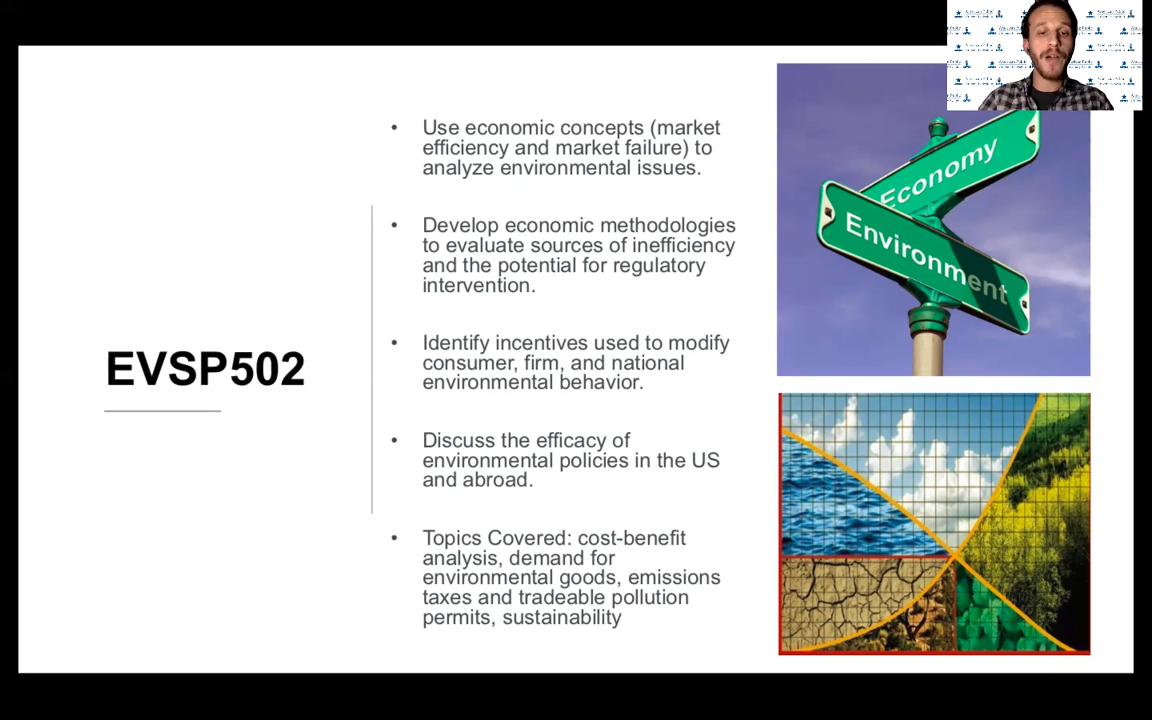 EVSP502
• Use economic concepts (market
efficiency and market failure) to
analyze environmental issues.
• Develop economic methodologies
to evaluate sources of inefficiency
and the potential for regulatory
intervention.
• Identify incentives used to modify
consumer, firm, and national
environmental behavior.
• Discuss the efficacy of
environmental policies in the US
and abroad.
• Topics Covered: cost-benefit
analysis, demand for
environmental goods, emissions
taxes and tradeable pollution
permits, sustainability
Economy
Environment